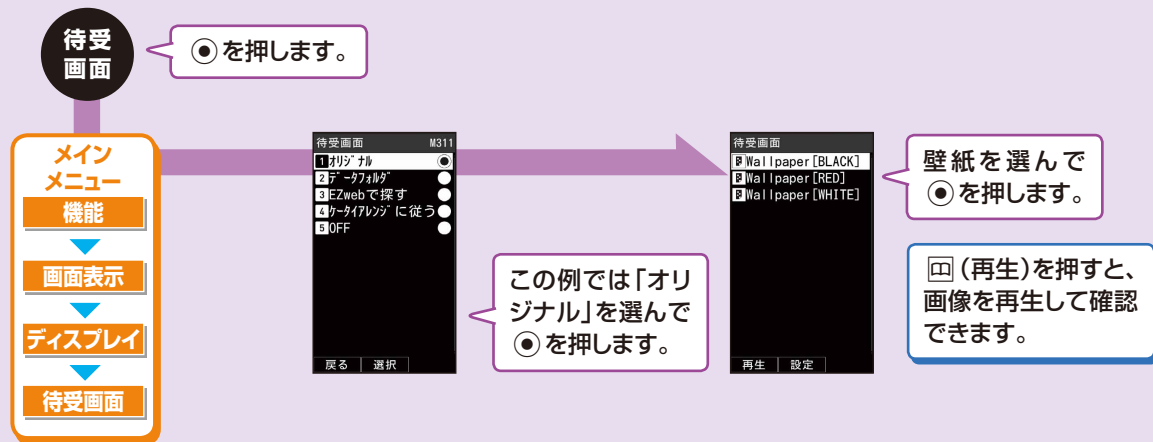 待受
画面
◉を押します。
メイン
メニュー
機能
画面表示
ディスプレイ
待受画面
待受画面 M311
1 ｵﾘｼﾞﾅﾙ
2 ﾃﾞｰﾀﾌｫﾙﾀﾞ
3 EZwebで探す
4 ｹｰﾀｲｱﾚﾝｼﾞに従う
5 OFF
戻る 選択
この例では「オリ
ジナル」を選んで
◉を押します。
待受画面
Wallpaper[BLACK]
Wallpaper[RED]
Wallpaper[WHITE]
再生 設定
壁紙を選んで
◉を押します。
(再生)を押すと、
画像を再生して確認
できます。